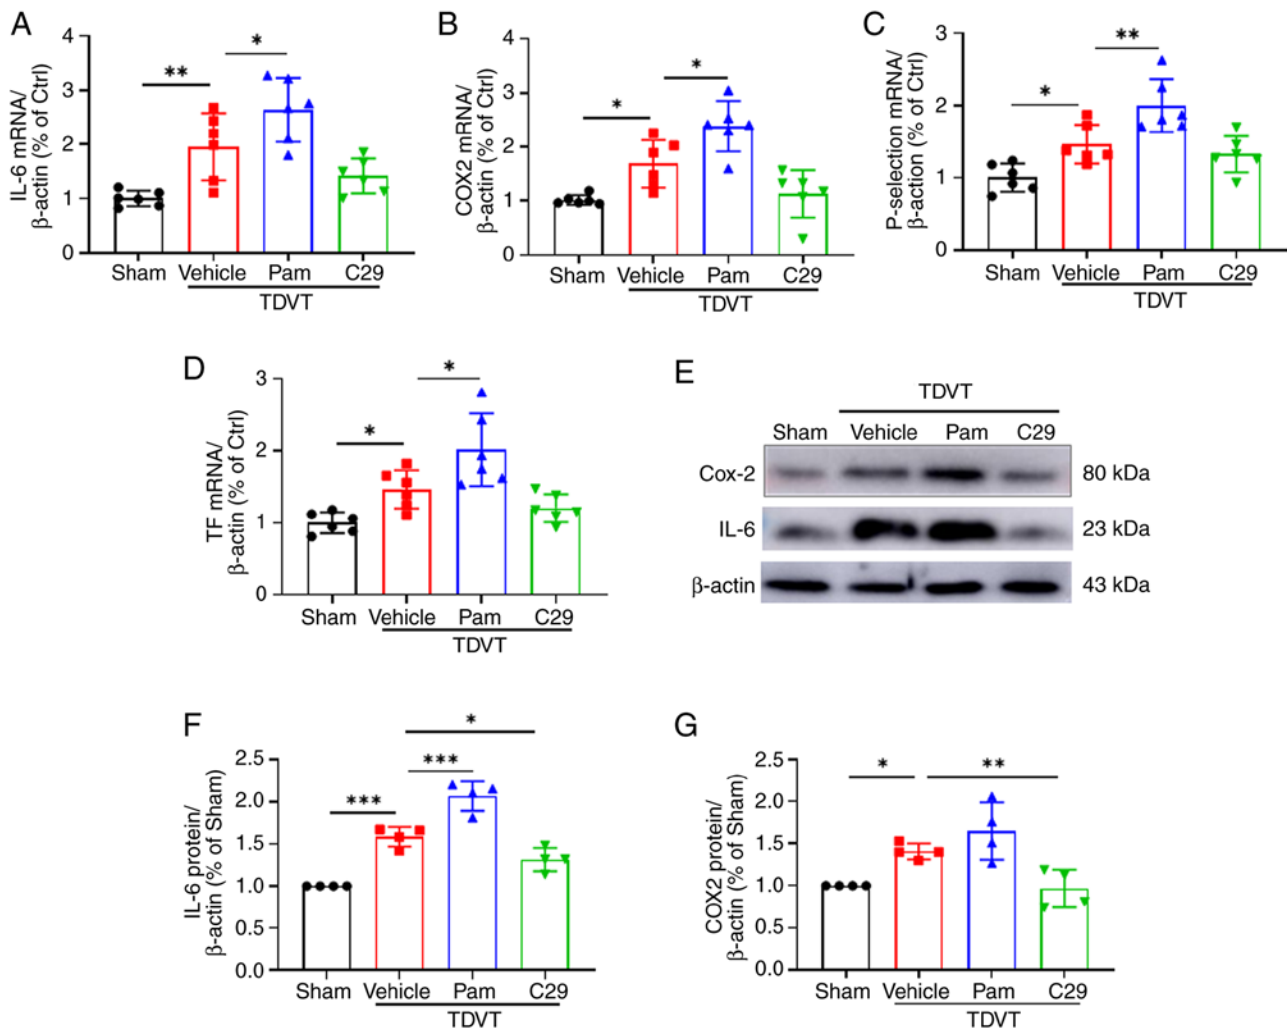 A
IL-6 mRNA/
β-actin (% of Ctrl)
4
3
2
1
0
**
*
Sham Vehicle Pam C29
TDVT
B
COX2 mRNA/
β-actin (% of Ctrl)
4
3
2
1
0
*
*
Sham Vehicle Pam C29
TDVT
C
P-selection mRNA/
β-action (% of Ctrl)
3
2
1
0
*
**
Sham Vehicle Pam C29
TDVT
D
TF mRNA/
β-actin (% of Ctrl)
3
2
1
0
*
*
Sham Vehicle Pam C29
TDVT
E
TDVT
Sham Vehicle Pam C29
Cox-2 80 kDa
IL-6 23 kDa
β-actin 43 kDa
F
IL-6 protein/
β-actin (% of Sham)
2.5
2.0
1.5
1.0
0.5
0.0
*
***
***
Sham Vehicle Pam C29
TDVT
G
COX2 protein/
β-actin (% of Sham)
2.5
2.0
1.5
1.0
0.5
0.0
* **
Sham Vehicle Pam C29
TDVT